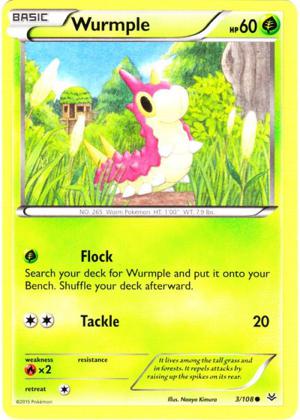 BASIC Wurmple HP60
NO. 265 Worm Pokémon HT. 1'00" WT. 7.9 lbs.
Flock
Search your deck for Wurmple and put it onto your
Bench. Shuffle your deck afterward.
Tackle 20
weakness resistance
×2
retreat
It lives among the tall grass and
in forests. It repels attacks by
raising up the spikes on its rear.
©2015 Pokémon Illus. Naoyo Kimura 3/108